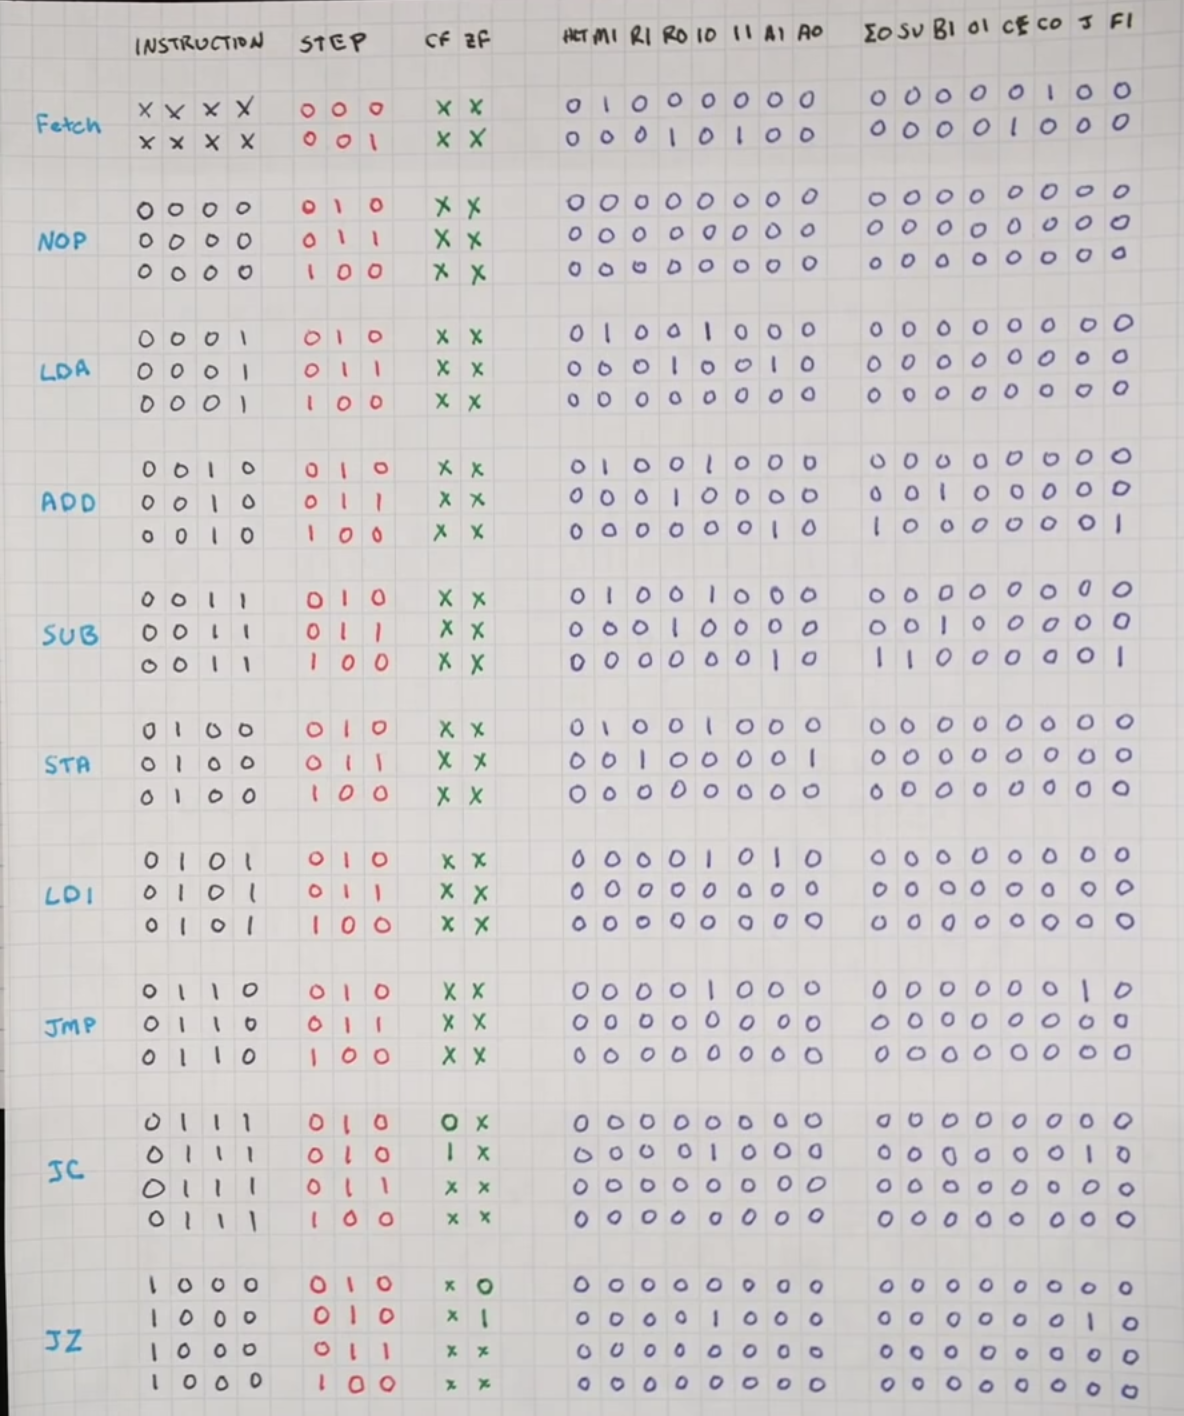 INSTRUCTION STEP CF ZF HLT MI RI RO IO II AI AO ΣO SU BI OI CE CO J FI
Fetch
X X X X 0 0 0 X X 0 1 0 0 0 0 0 0 0 0 0 0 0 1 0 0
X X X X 0 0 1 X X 0 0 0 1 0 1 0 0 0 0 0 0 1 0 0 0
NOP
0 0 0 0 0 1 0 X X 0 0 0 0 0 0 0 0 0 0 0 0 0 0 0 0
0 0 0 0 0 1 1 X X 0 0 0 0 0 0 0 0 0 0 0 0 0 0 0 0
0 0 0 0 1 0 0 X X 0 0 0 0 0 0 0 0 0 0 0 0 0 0 0 0
LDA
0 0 0 1 0 1 0 X X 0 1 0 0 1 0 0 0 0 0 0 0 0 0 0 0
0 0 0 1 0 1 1 X X 0 0 0 1 0 0 1 0 0 0 0 0 0 0 0 0
0 0 0 1 1 0 0 X X 0 0 0 0 0 0 0 0 0 0 0 0 0 0 0 0
ADD
0 0 1 0 0 1 0 X X 0 1 0 0 1 0 0 0 0 0 0 0 0 0 0 0
0 0 1 0 0 1 1 X X 0 0 0 1 0 0 0 0 0 0 1 0 0 0 0 0
0 0 1 0 1 0 0 X X 0 0 0 0 0 0 1 0 1 0 0 0 0 0 0 1
SUB
0 0 1 1 0 1 0 X X 0 1 0 0 1 0 0 0 0 0 0 0 0 0 0 0
0 0 1 1 0 1 1 X X 0 0 0 1 0 0 0 0 0 0 1 0 0 0 0 0
0 0 1 1 1 0 0 X X 0 0 0 0 0 0 1 0 1 1 0 0 0 0 0 1
STA
0 1 0 0 0 1 0 X X 0 1 0 0 1 0 0 0 0 0 0 0 0 0 0 0
0 1 0 0 0 1 1 X X 0 0 1 0 0 0 0 1 0 0 0 0 0 0 0 0
0 1 0 0 1 0 0 X X 0 0 0 0 0 0 0 0 0 0 0 0 0 0 0 0
LDI
0 1 0 1 0 1 0 X X 0 0 0 0 1 0 1 0 0 0 0 0 0 0 0 0
0 1 0 1 0 1 1 X X 0 0 0 0 0 0 0 0 0 0 0 0 0 0 0 0
0 1 0 1 1 0 0 X X 0 0 0 0 0 0 0 0 0 0 0 0 0 0 0 0
JMP
0 1 1 0 0 1 0 X X 0 0 0 0 1 0 0 0 0 0 0 0 0 0 1 0
0 1 1 0 0 1 1 X X 0 0 0 0 0 0 0 0 0 0 0 0 0 0 0 0
0 1 1 0 1 0 0 X X 0 0 0 0 0 0 0 0 0 0 0 0 0 0 0 0
JC
0 1 1 1 0 1 0 0 X 0 0 0 0 0 0 0 0 0 0 0 0 0 0 0 0
0 1 1 1 0 1 0 1 X 0 0 0 0 1 0 0 0 0 0 0 0 0 0 1 0
0 1 1 1 0 1 1 X X 0 0 0 0 0 0 0 0 0 0 0 0 0 0 0 0
0 1 1 1 1 0 0 X X 0 0 0 0 0 0 0 0 0 0 0 0 0 0 0 0
JZ
1 0 0 0 0 1 0 X 0 0 0 0 0 0 0 0 0 0 0 0 0 0 0 0 0
1 0 0 0 0 1 0 X 1 0 0 0 0 1 0 0 0 0 0 0 0 0 0 1 0
1 0 0 0 0 1 1 X X 0 0 0 0 0 0 0 0 0 0 0 0 0 0 0 0
1 0 0 0 1 0 0 X X 0 0 0 0 0 0 0 0 0 0 0 0 0 0 0 0